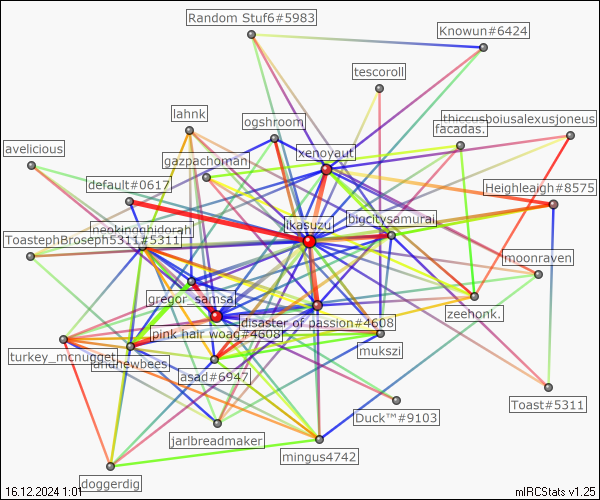 Random Stuf6#5983
Knowun#6424
tescoroll
lahnk
ogshroom
thiccusboiusalexusjoneus
facadas.
avelicious
gazpachoman
xenoyaut
default#0617
Heighleaigh#8575
ikasuzu
bigcitysamurai
neokingghidorah
ToastephBroseph5311#5311
moonraven
gregor_samsa
zeehonk.
disaster of passion#4608
pink hair woag#4608
mukszi
turkey_mcnugget
andnewbees
asad#6947
Toast#5311
Duck™#9103
jarlbreadmaker
mingus4742
doggerdig
16.12.2024 1:01
mIRCStats v1.25